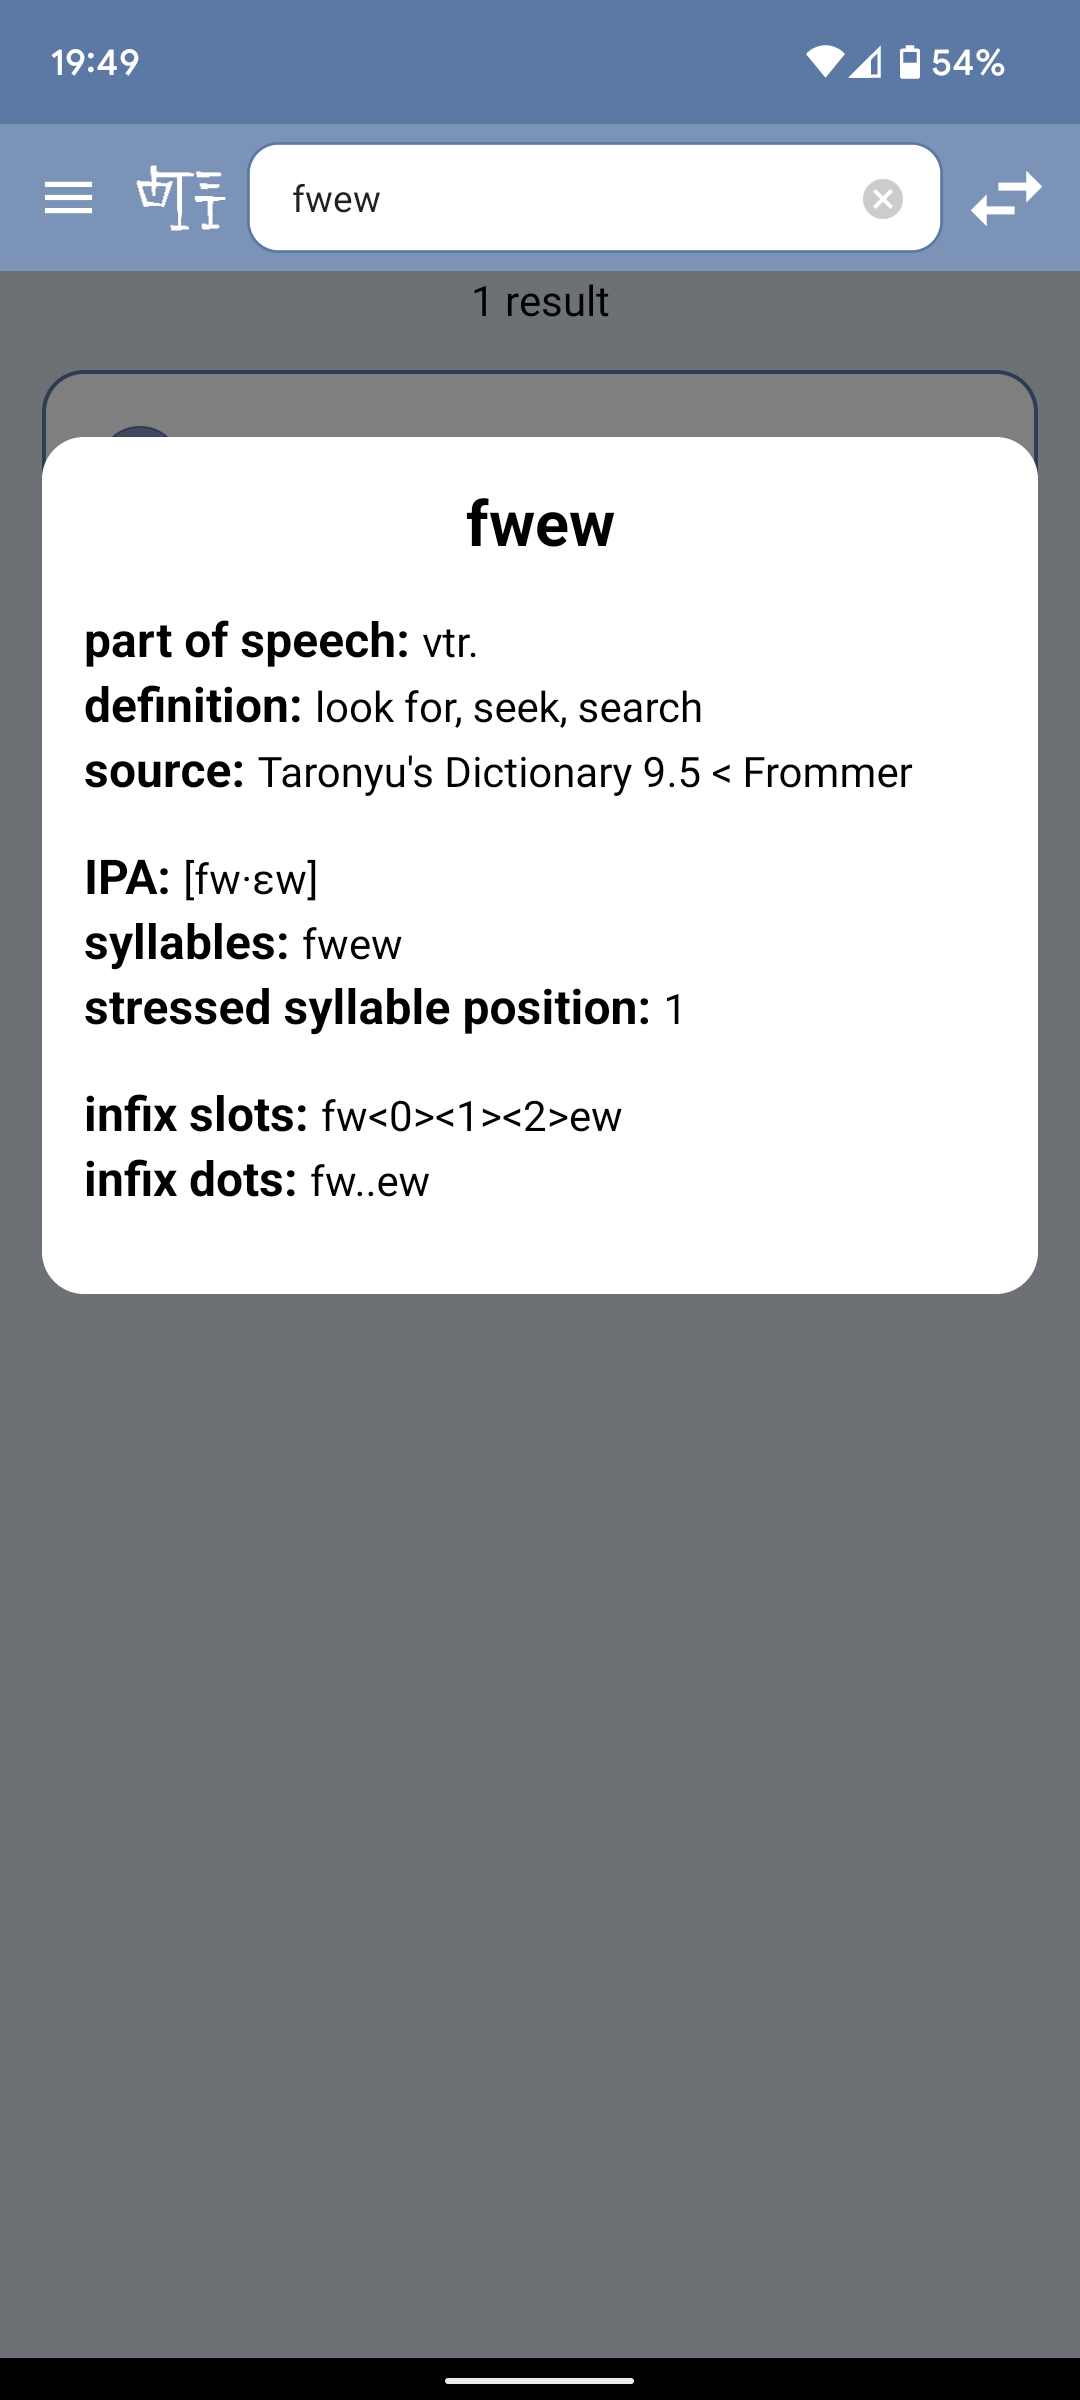 19:49
54%
fwew
1 result
fwew
part of speech: vtr.
definition: look for, seek, search
source: Taronyu's Dictionary 9.5 < Frommer
IPA: [fw·ɛw]
syllables: fwew
stressed syllable position: 1
infix slots: fw<0><1><2>ew
infix dots: fw..ew